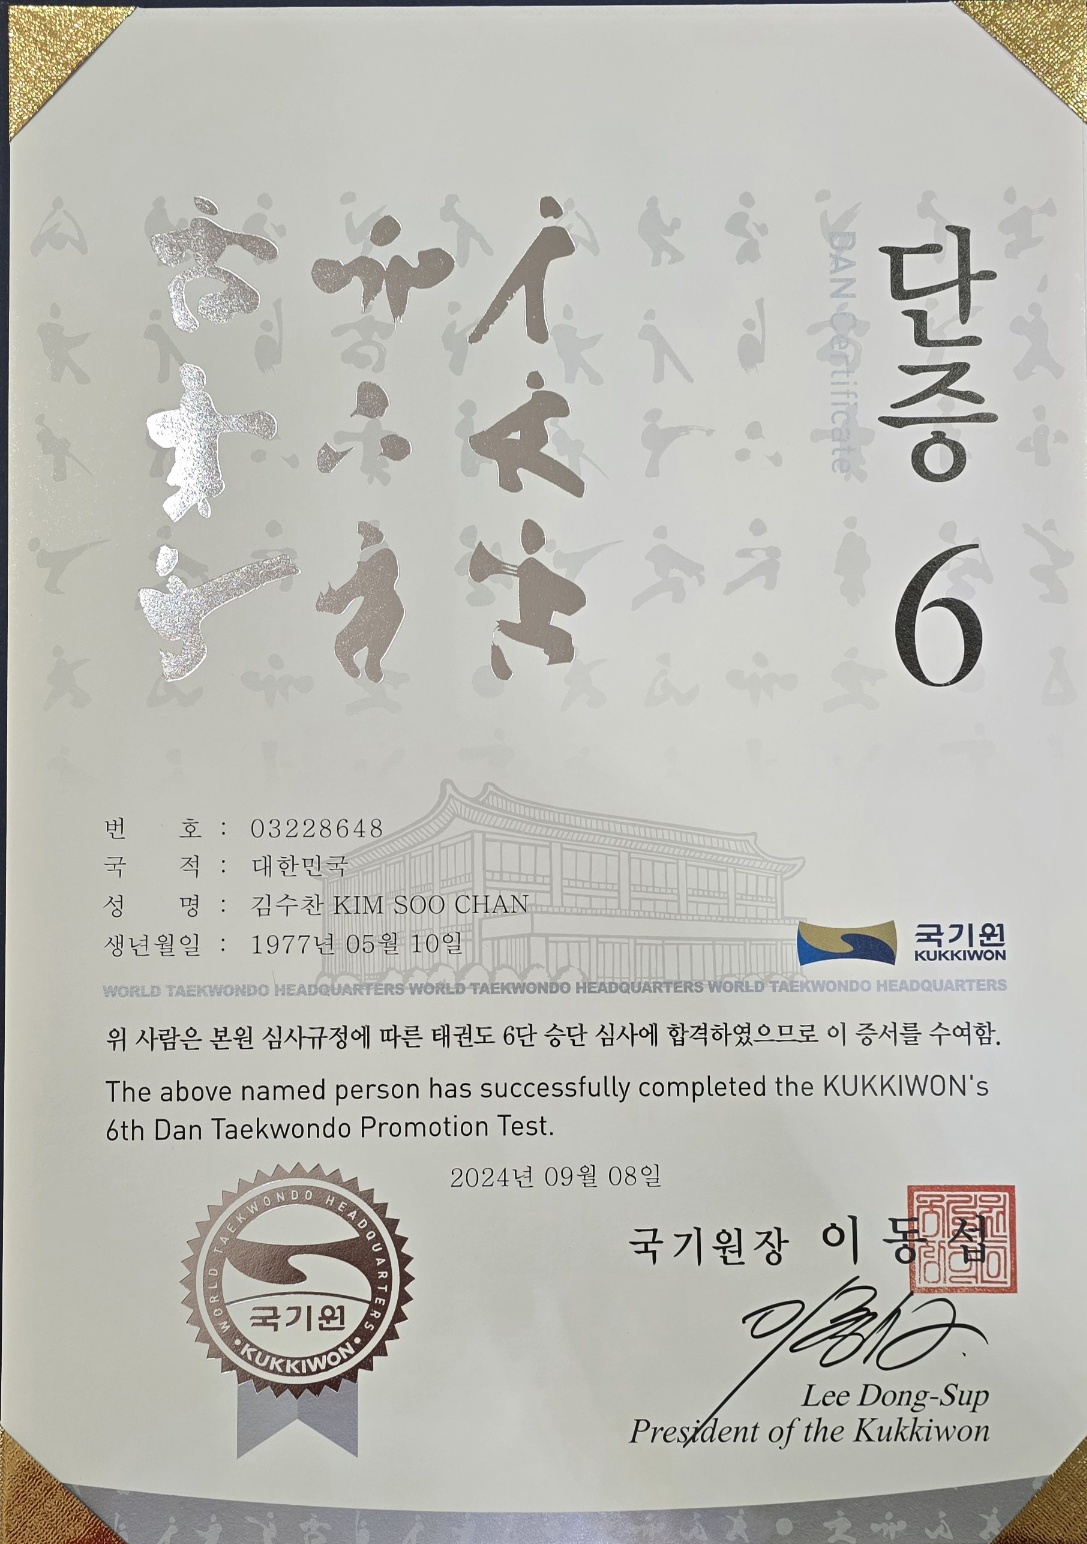 단증 6
DAN Certificate
번 호 : 03228648
국 적 : 대한민국
성 명 : 김수찬 KIM SOO CHAN
생년월일 : 1977년 05월 10일
국기원
KUKKIWON
WORLD TAEKWONDO HEADQUARTERS WORLD TAEKWONDO HEADQUARTERS WORLD TAEKWONDO HEADQUARTERS
위 사람은 본원 심사규정에 따른 태권도 6단 승단 심사에 합격하였으므로 이 증서를 수여함.
The above named person has successfully completed the KUKKIWON's
6th Dan Taekwondo Promotion Test.
2024년 09월 08일
WORLD TAEKWONDO HEADQUARTERS
국기원
•KUKKIWON•
국기원장 이동섭
Lee Dong-Sup
President of the Kukkiwon